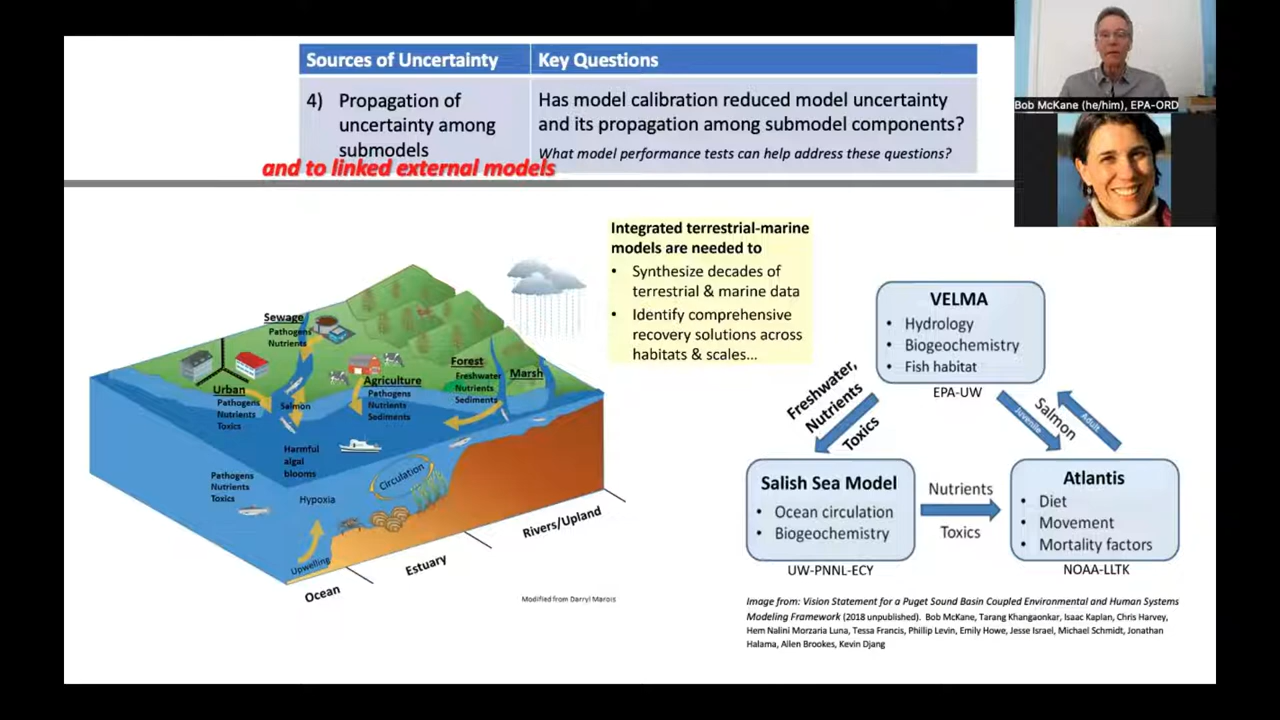 Sources of Uncertainty
Key Questions
4) Propagation of
uncertainty among
submodels
and to linked external models
Has model calibration reduced model uncertainty
and its propagation among submodel components?
What model performance tests can help address these questions?
Bob McKane (he/him), EPA-ORD
Integrated terrestrial-marine
models are needed to
• Synthesize decades of
terrestrial & marine data
• Identify comprehensive
recovery solutions across
habitats & scales...
Sewage
Pathogens
Nutrients
Urban
Pathogens
Nutrients
Toxics
Salmon
Agriculture
Pathogens
Nutrients
Sediments
Forest
Freshwater
Nutrients
Sediments
Marsh
Harmful
algal
blooms
Pathogens
Nutrients
Toxics
Hypoxia
Circulation
Upwelling
Ocean
Estuary
Rivers/Upland
Modified from Darryl Marois
VELMA
• Hydrology
• Biogeochemistry
• Fish habitat
EPA-UW
Freshwater,
Nutrients
Toxics
Juvenile
Salmon
Adult
Salish Sea Model
• Ocean circulation
• Biogeochemistry
UW-PNNL-ECY
Nutrients
Toxics
Atlantis
• Diet
• Movement
• Mortality factors
NOAA-LLTK
Image from: Vision Statement for a Puget Sound Basin Coupled Environmental and Human Systems
Modeling Framework (2018 unpublished). Bob McKane, Tarang Khangaonkar, Isaac Kaplan, Chris Harvey,
Hem Nalini Morzaria Luna, Tessa Francis, Phillip Levin, Emily Howe, Jesse Israel, Michael Schmidt, Jonathan
Halama, Allen Brookes, Kevin Djang